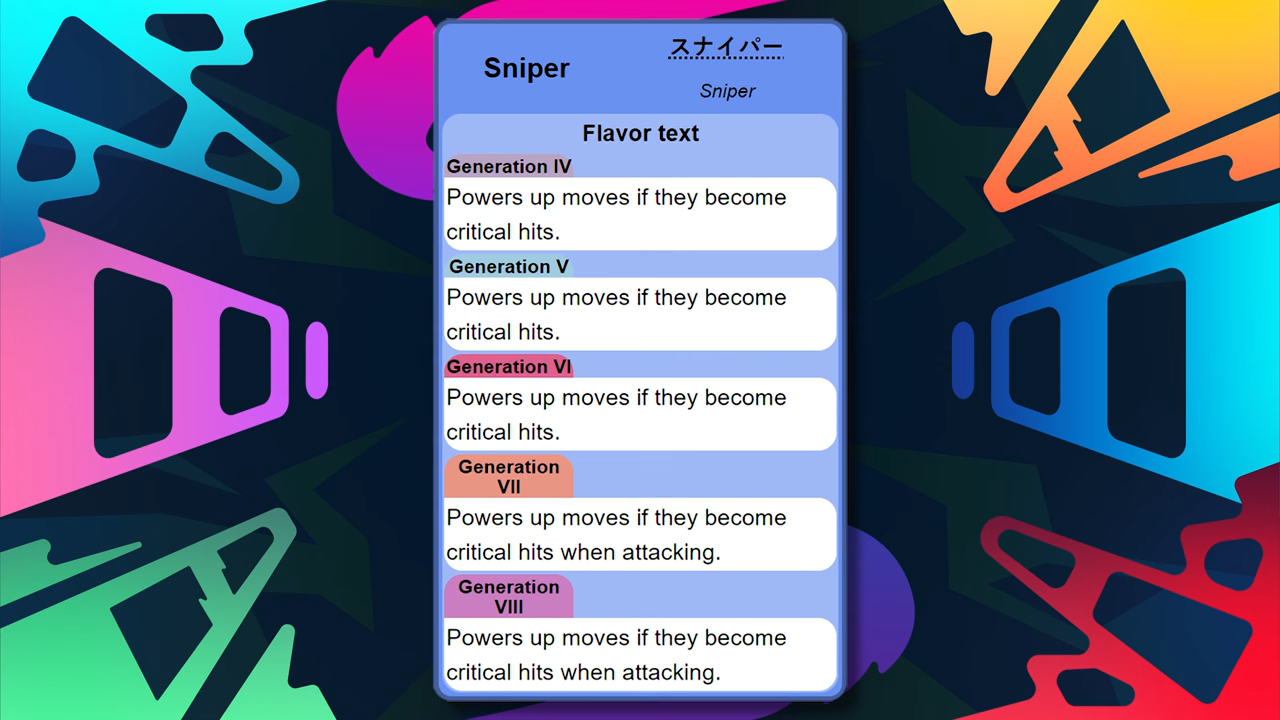 Sniper
スナイパー
Sniper
Flavor text
Generation IV
Powers up moves if they become
critical hits.
Generation V
Powers up moves if they become
critical hits.
Generation VI
Powers up moves if they become
critical hits.
Generation
VII
Powers up moves if they become
critical hits when attacking.
Generation
VIII
Powers up moves if they become
critical hits when attacking.